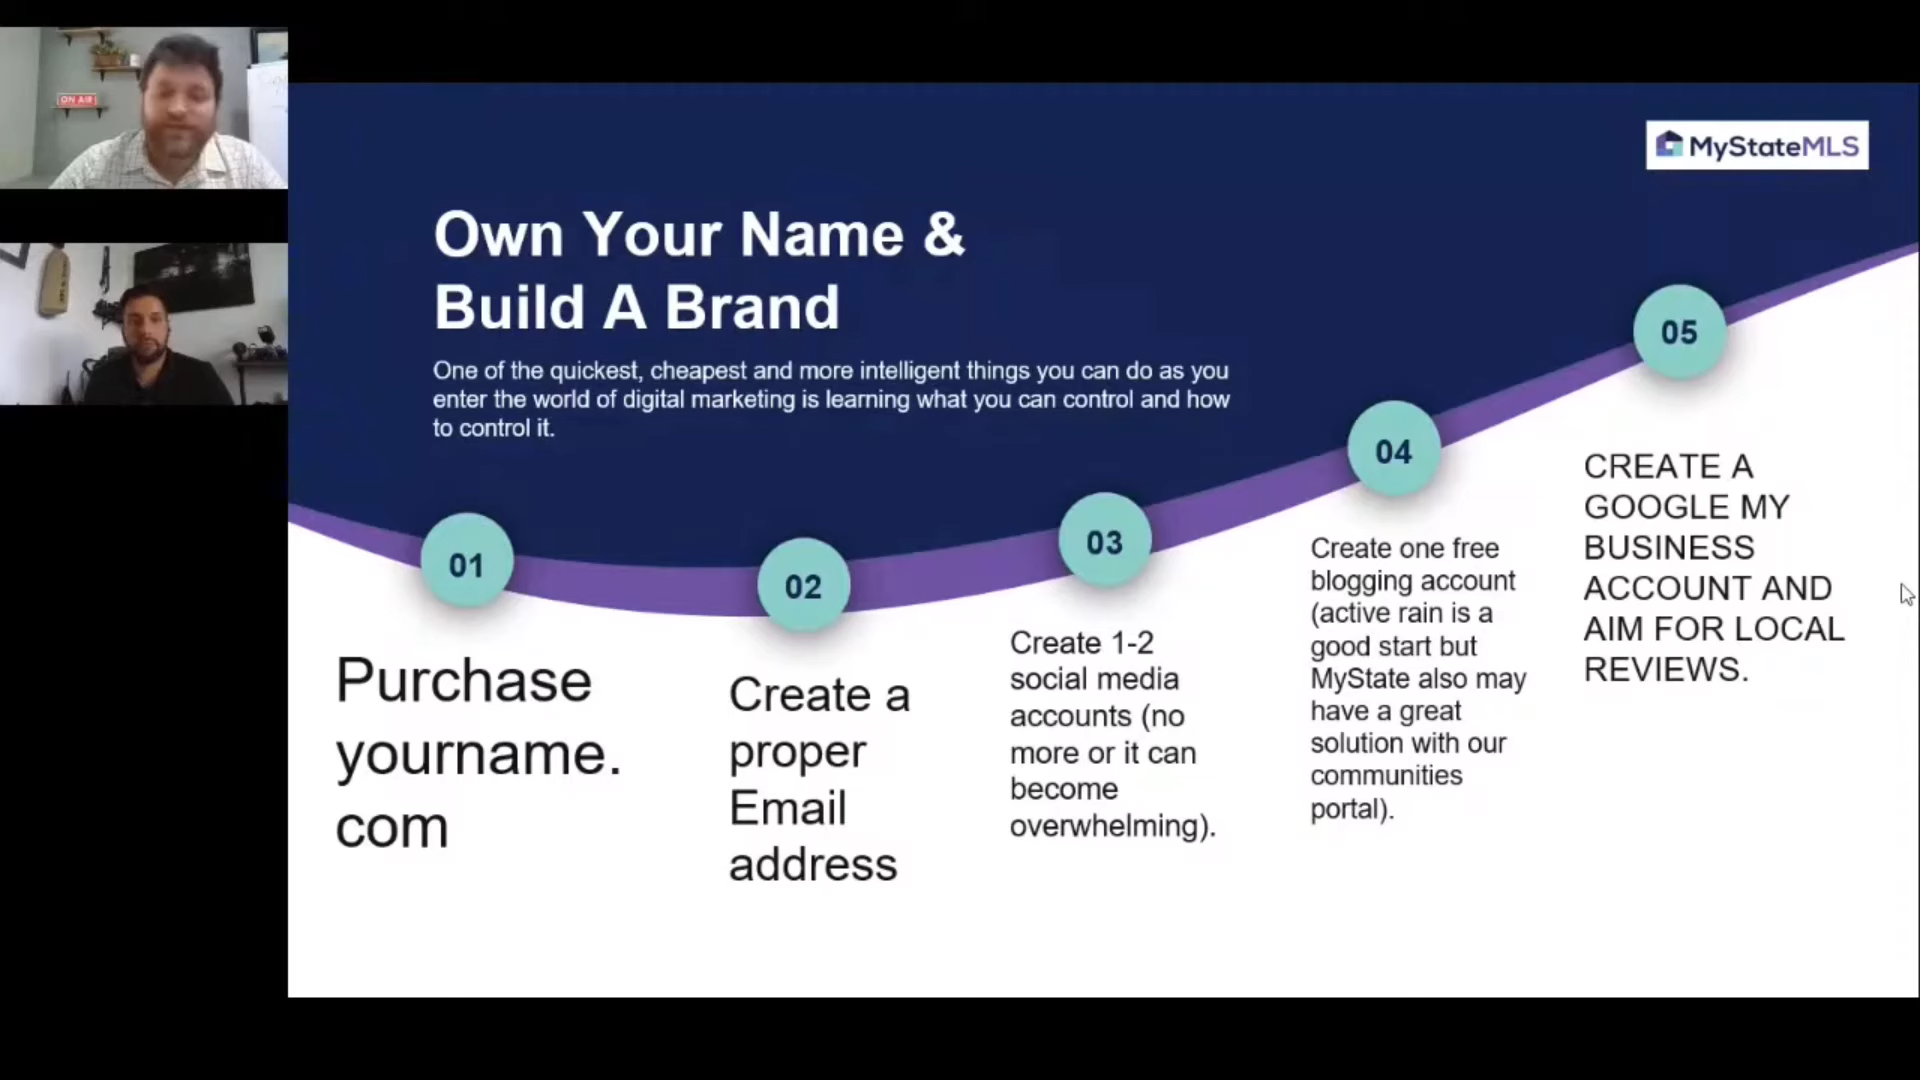 ON AIR
MyStateMLS
Own Your Name &
Build A Brand
One of the quickest, cheapest and more intelligent things you can do as you
enter the world of digital marketing is learning what you can control and how
to control it.
01
Purchase
yourname.
com
02
Create a
proper
Email
address
03
Create 1-2
social media
accounts (no
more or it can
become
overwhelming).
04
Create one free
blogging account
(active rain is a
good start but
MyState also may
have a great
solution with our
communities
portal).
05
CREATE A
GOOGLE MY
BUSINESS
ACCOUNT AND
AIM FOR LOCAL
REVIEWS.